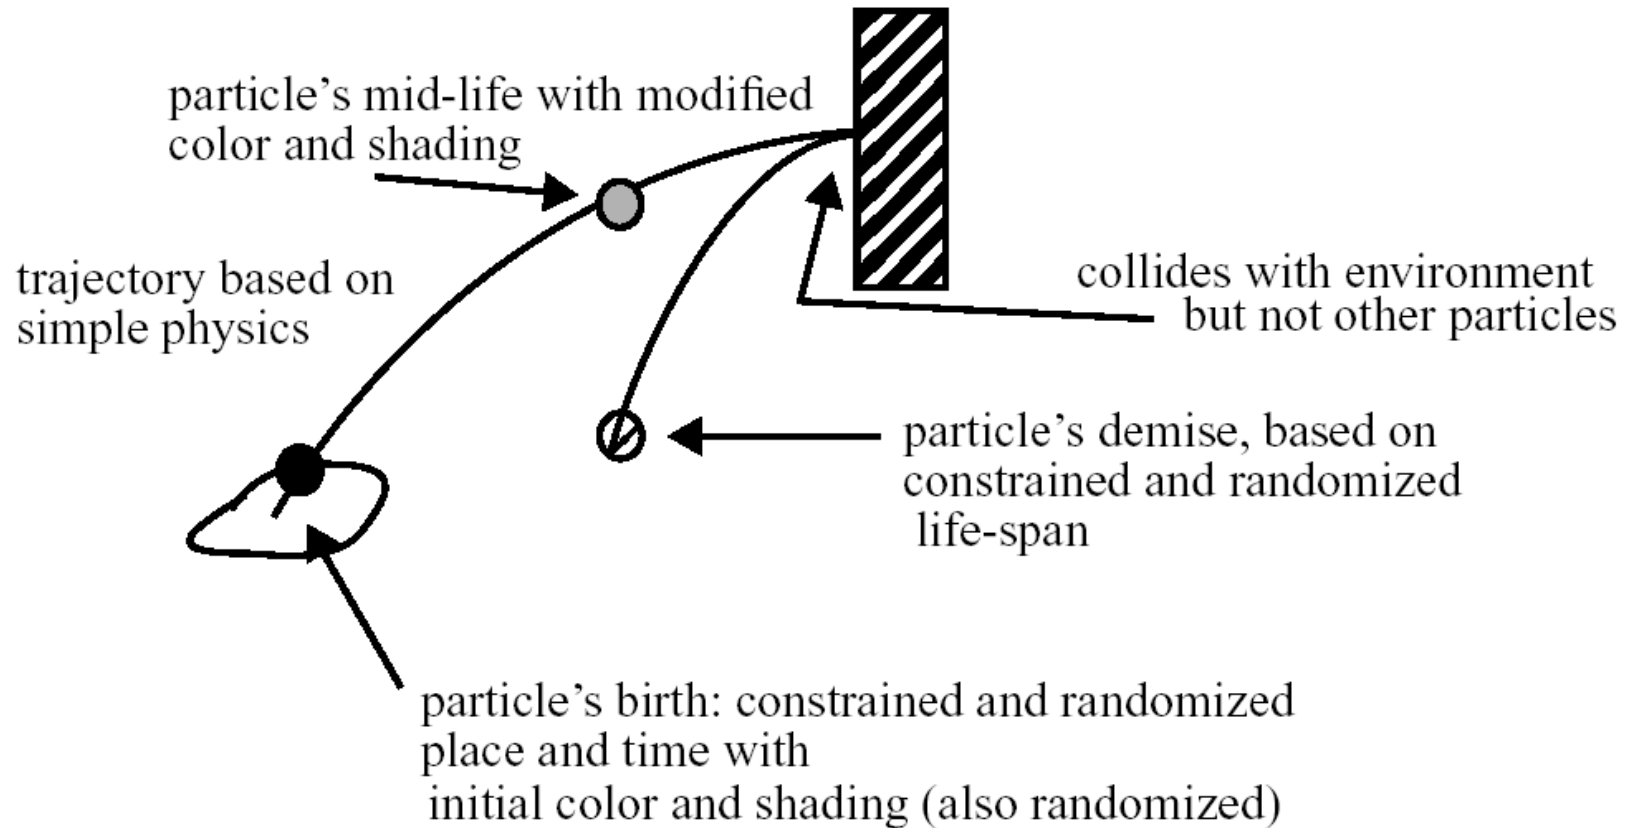 particle’s mid-life with modified
color and shading
trajectory based on
simple physics
collides with environment
but not other particles
particle’s demise, based on
constrained and randomized
life-span
particle’s birth: constrained and randomized
place and time with
initial color and shading (also randomized)